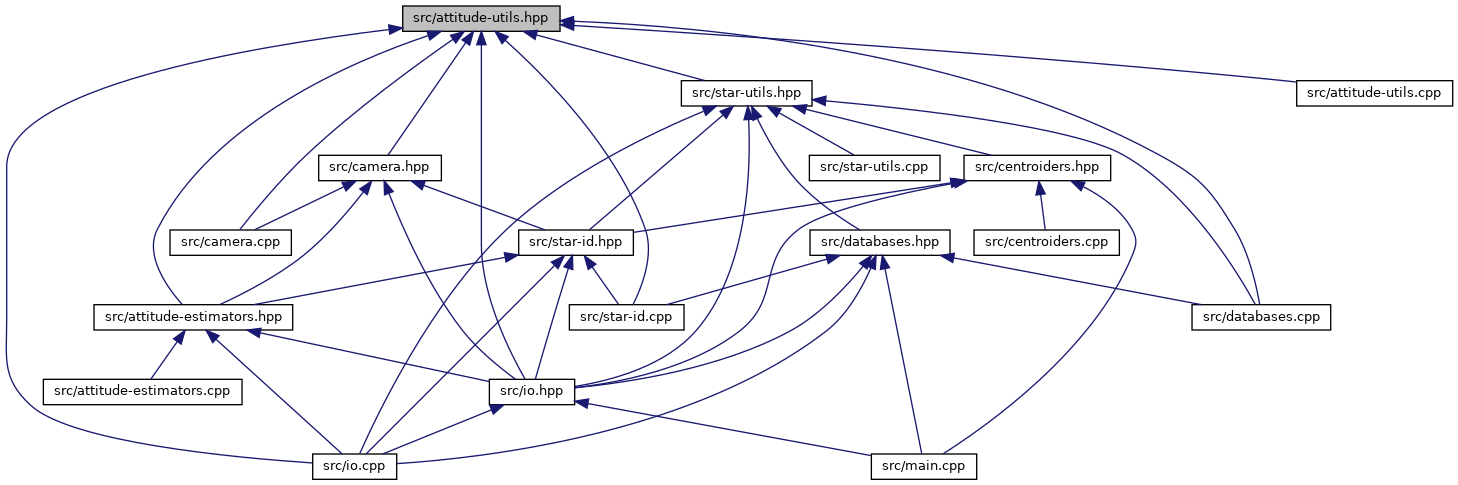 src/attitude-utils.hpp
src/star-utils.hpp
src/attitude-utils.cpp
src/camera.hpp
src/star-utils.cpp
src/centroiders.hpp
src/camera.cpp
src/star-id.hpp
src/databases.hpp
src/centroiders.cpp
src/attitude-estimators.hpp
src/star-id.cpp
src/databases.cpp
src/attitude-estimators.cpp
src/io.hpp
src/io.cpp
src/main.cpp